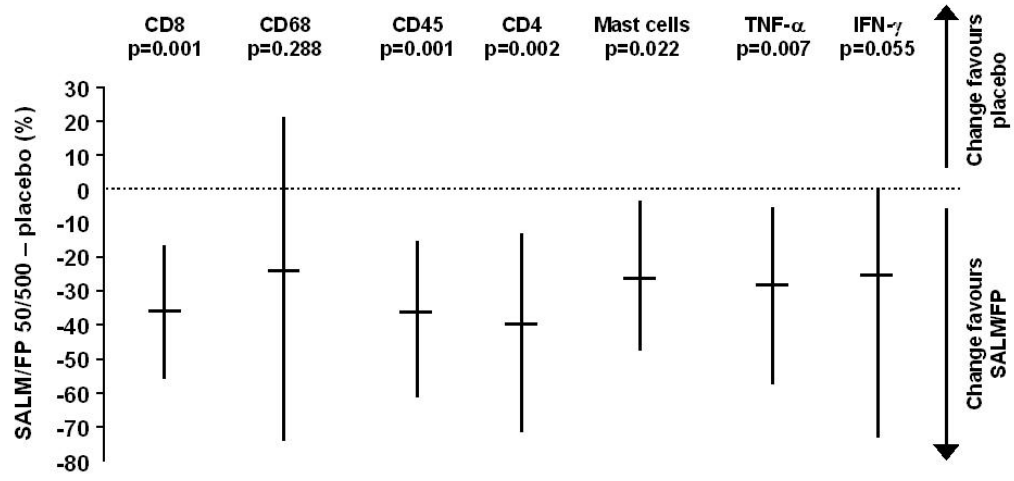 CD8 CD68 CD45 CD4 Mast cells TNF-α IFN-γ
p=0.001 p=0.288 p=0.001 p=0.002 p=0.022 p=0.007 p=0.055
Change favours
placebo
SALM/FP 50/500 – placebo (%)
30
20
10
0
-10
-20
-30
-40
-50
-60
-70
-80
Change favours
SALM/FP